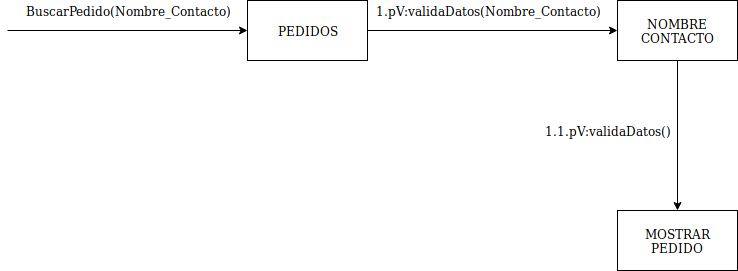 BuscarPedido(Nombre_Contacto)
PEDIDOS
1.pV:validaDatos(Nombre_Contacto)
NOMBRE
CONTACTO
1.1.pV:validaDatos()
MOSTRAR
PEDIDO